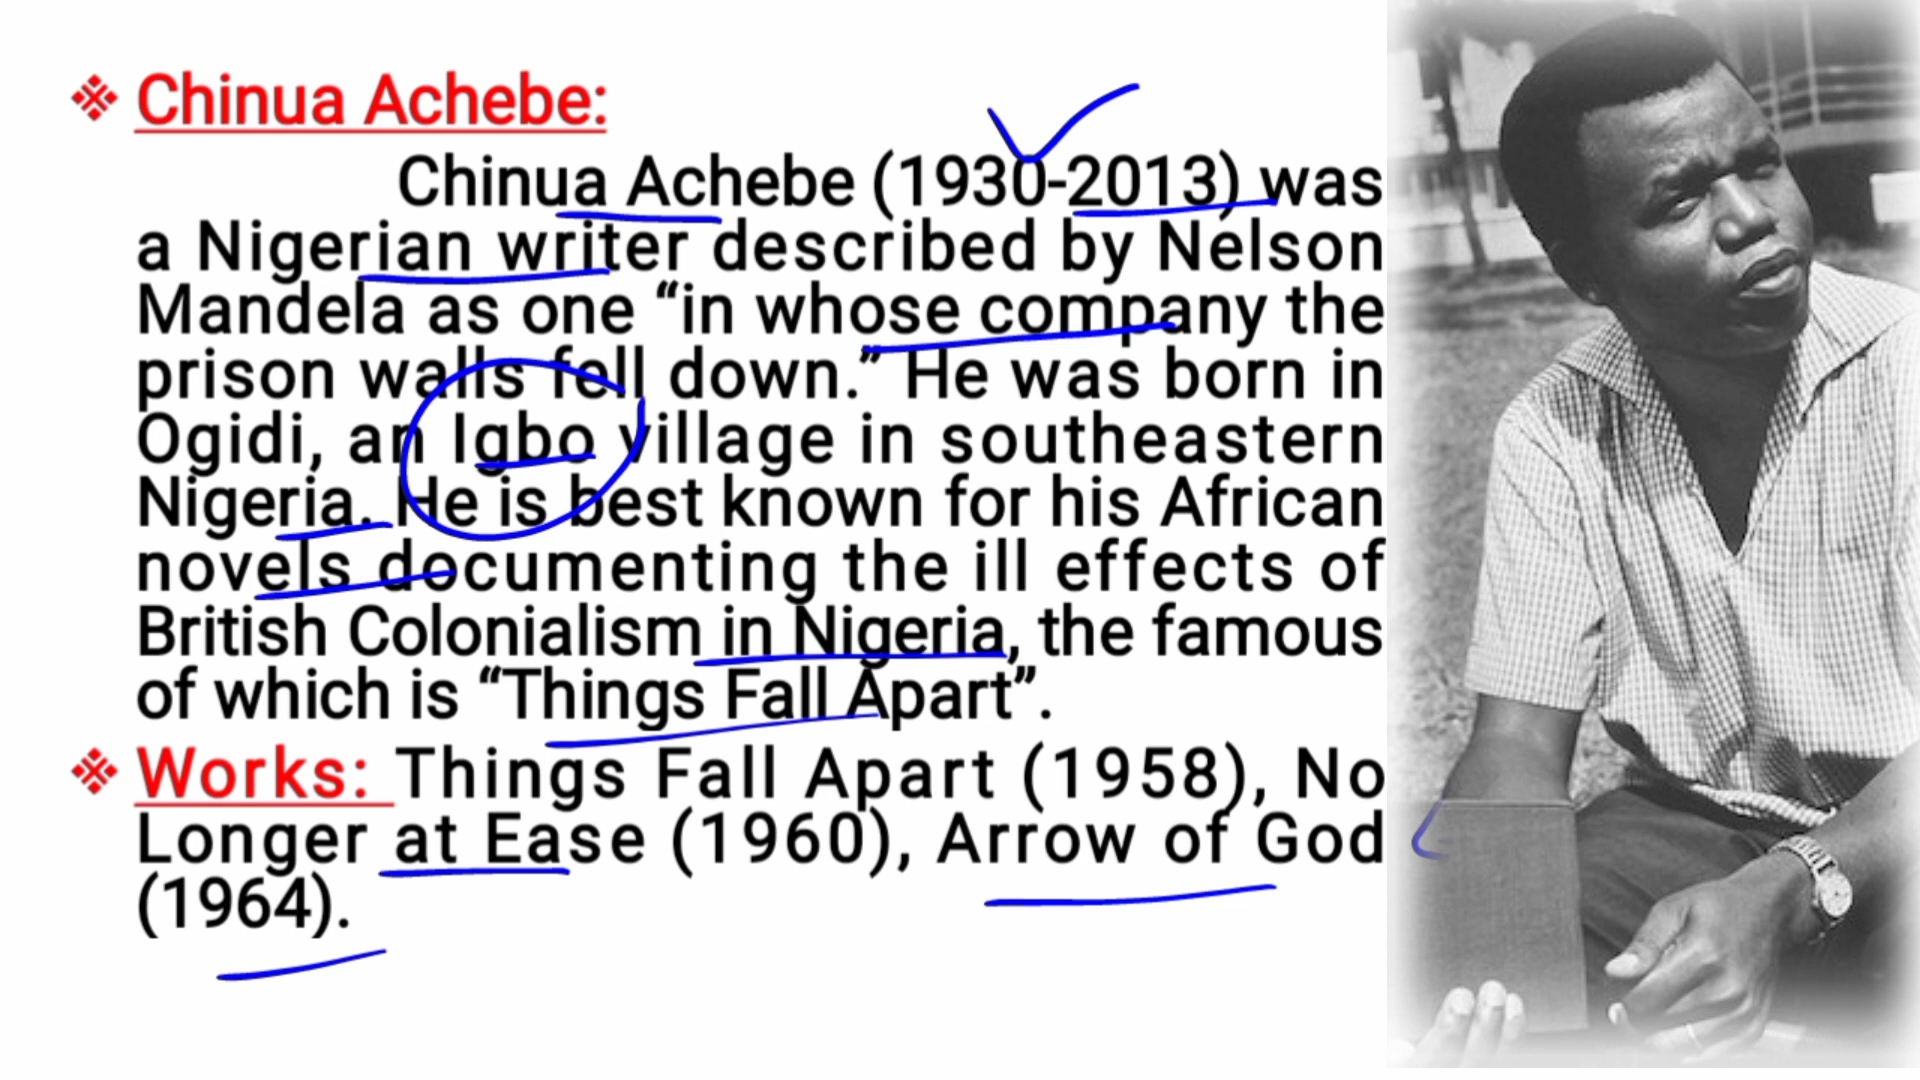 Chinua Achebe:
Chinua Achebe (1930-2013) was
a Nigerian writer described by Nelson
Mandela as one “in whose company the
prison walls fell down.” He was born in
Ogidi, an Igbo village in southeastern
Nigeria. He is best known for his African
novels documenting the ill effects of
British Colonialism in Nigeria, the famous
of which is “Things Fall Apart”.
Works: Things Fall Apart (1958), No
Longer at Ease (1960), Arrow of God
(1964).